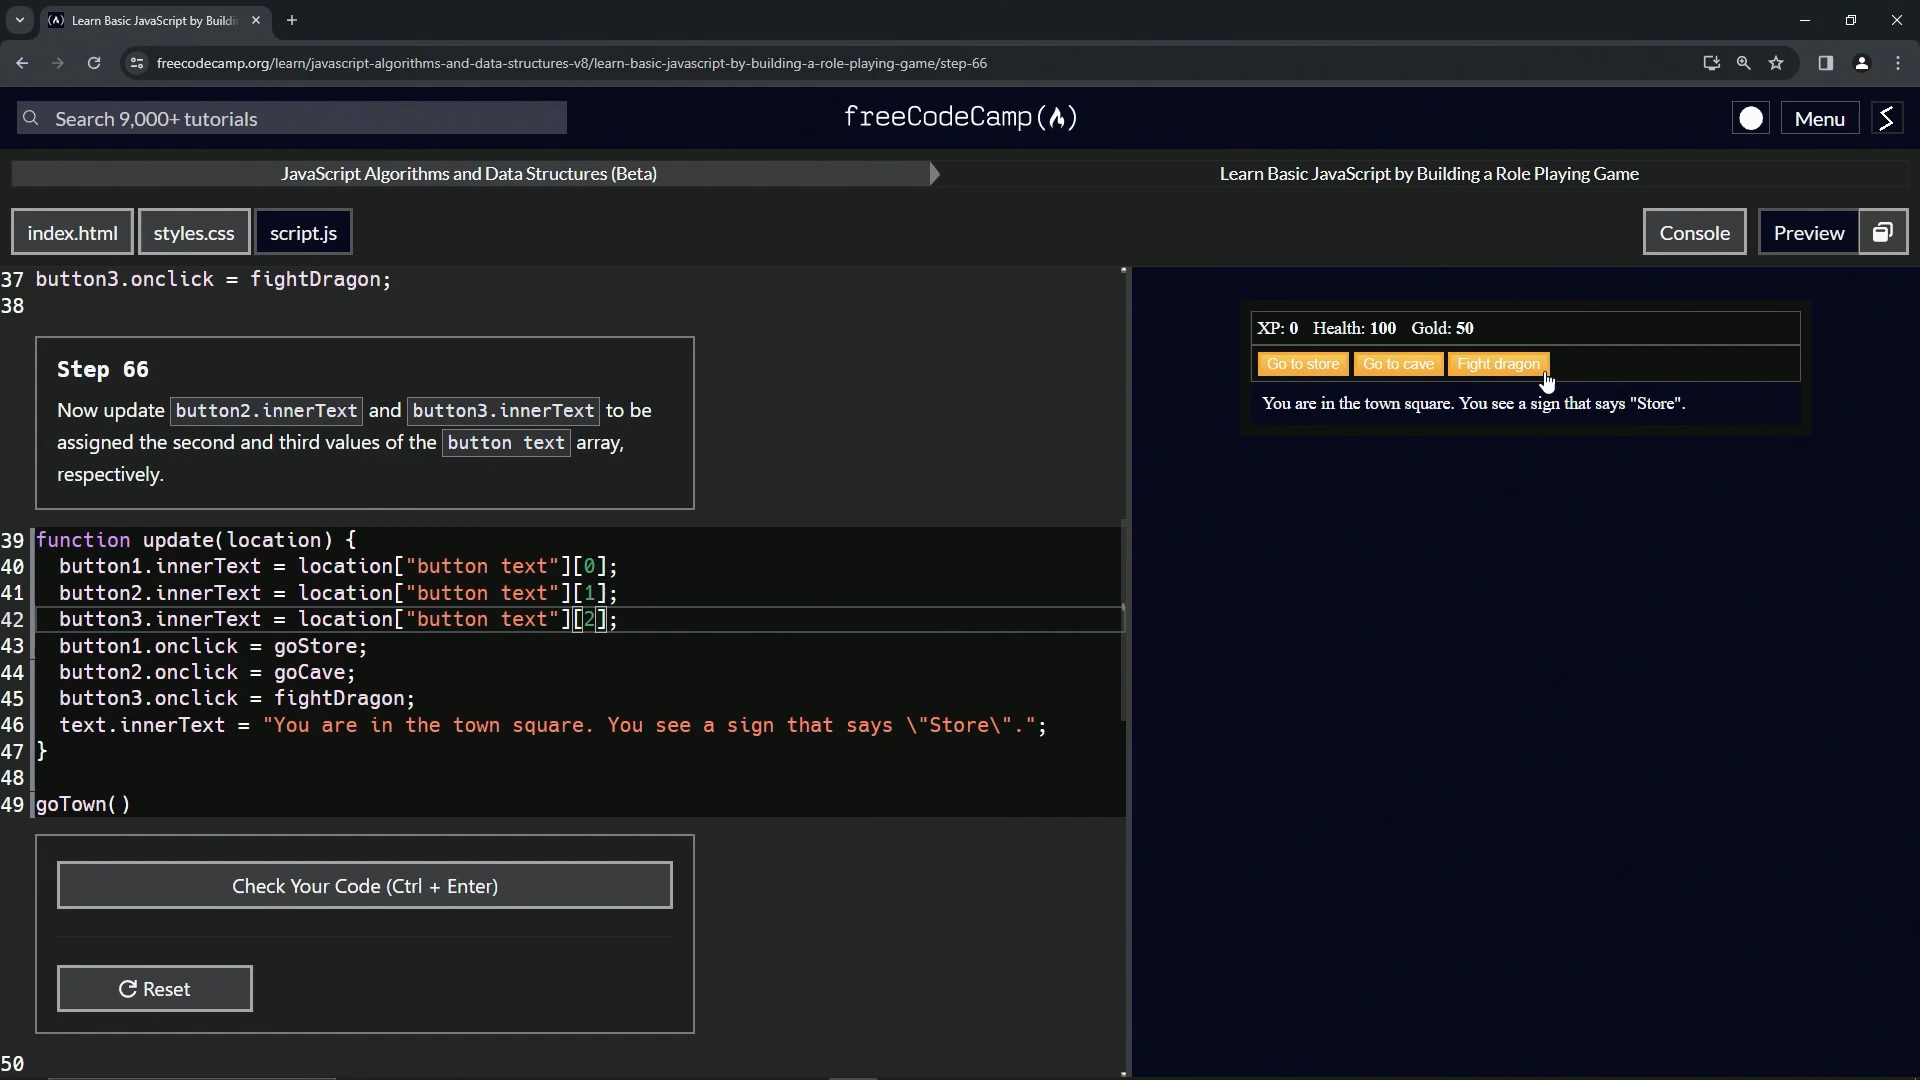 Learn Basic JavaScript by Buildi
freecodecamp.org/learn/javascript-algorithms-and-data-structures-v8/learn-basic-javascript-by-building-a-role-playing-game/step-66
Search 9,000+ tutorials
freeCodeCamp
Menu
JavaScript Algorithms and Data Structures (Beta)
Learn Basic JavaScript by Building a Role Playing Game
index.html
styles.css
script.js
Console
Preview
37 button3.onclick = fightDragon;
38
Step 66
Now update button2.innerText and button3.innerText to be
assigned the second and third values of the button text array,
respectively.
39 function update(location) {
40 button1.innerText = location["button text"][0];
41 button2.innerText = location["button text"][1];
42 button3.innerText = location["button text"][2];
43 button1.onclick = goStore;
44 button2.onclick = goCave;
45 button3.onclick = fightDragon;
46 text.innerText = "You are in the town square. You see a sign that says \"Store\".";
47 }
48
49 goTown()
Check Your Code (Ctrl + Enter)
Reset
50
XP: 0 Health: 100 Gold: 50
Go to store
Go to cave
Fight dragon
You are in the town square. You see a sign that says "Store".